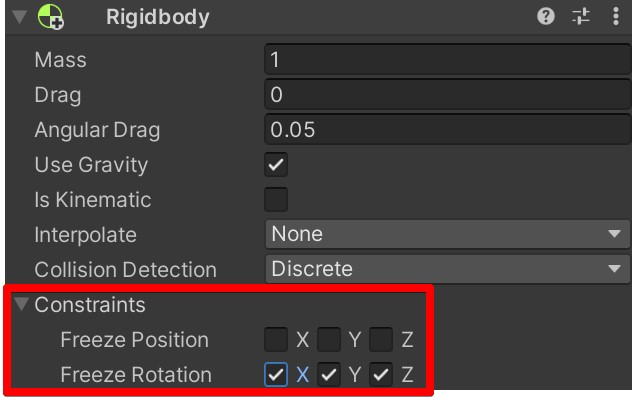 Rigidbody
Mass 1
Drag 0
Angular Drag 0.05
Use Gravity
Is Kinematic
Interpolate None
Collision Detection Discrete
Constraints
Freeze Position X Y Z
Freeze Rotation X Y Z